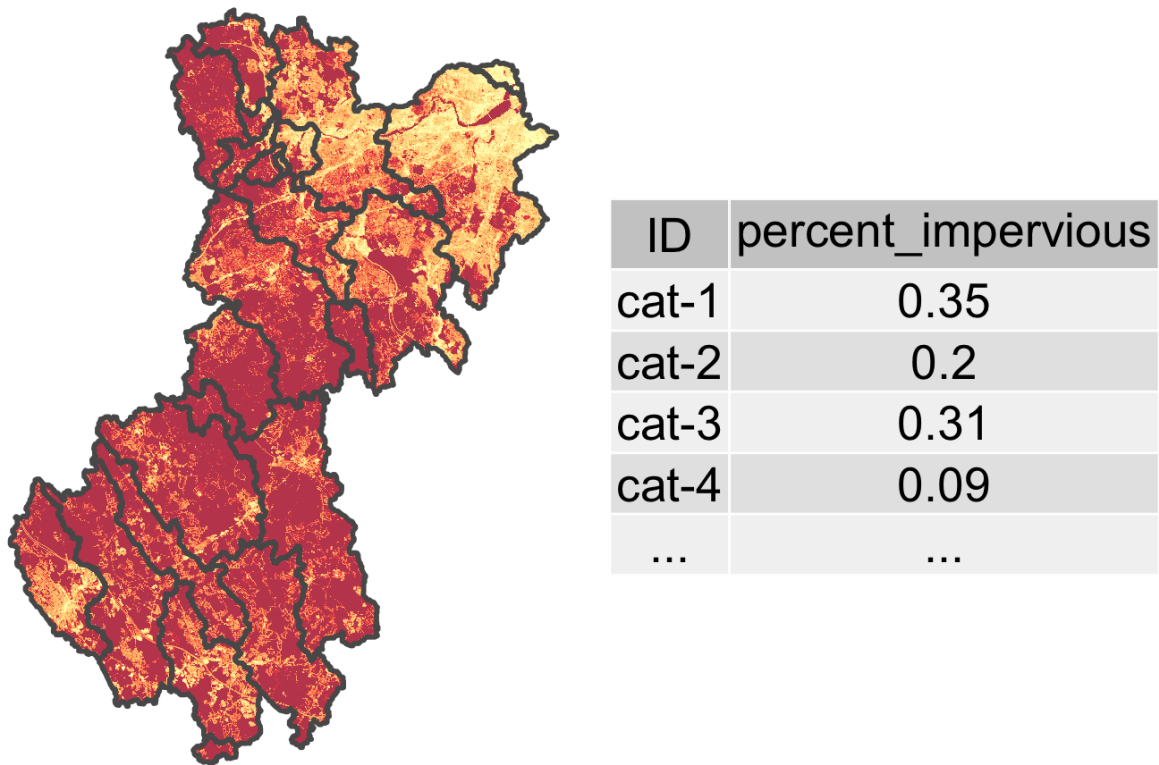 ID percent_impervious
cat-1 0.35
cat-2 0.2
cat-3 0.31
cat-4 0.09
... ...